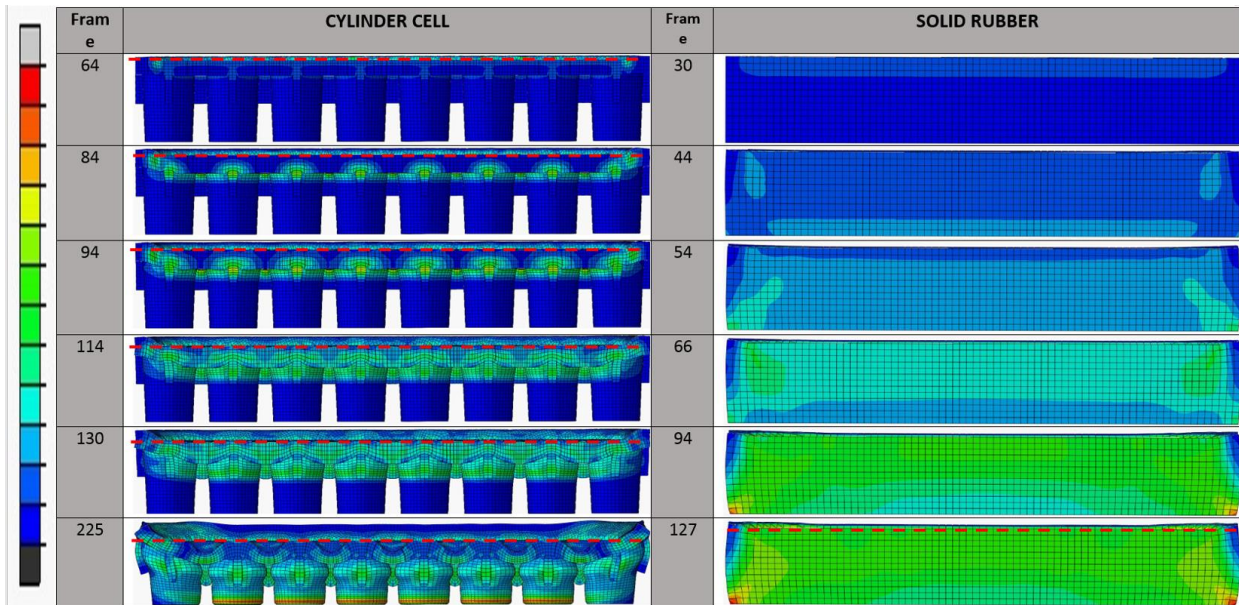 Fram
e
CYLINDER CELL
Fram
e
SOLID RUBBER
64
30
84
44
94
54
114
66
130
94
225
127